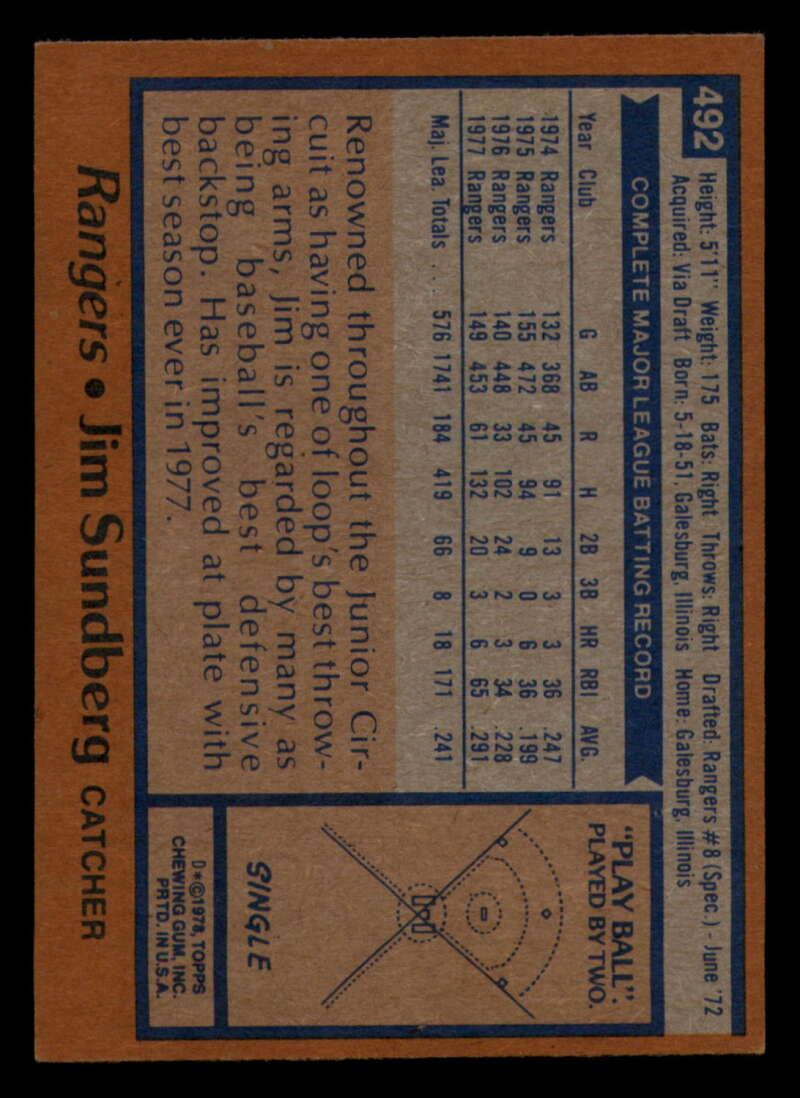 492
Height: 5'11" Weight: 175 Bats: Right Throws: Right Drafted: Rangers #8 (Spec.) - June '72
Acquired: Via Draft Born: 5-18-51, Galesburg, Illinois Home: Galesburg, Illinois
COMPLETE MAJOR LEAGUE BATTING RECORD
Year Club G AB R H 2B 3B HR RBI AVG.
1974 Rangers 132 368 45 91 13 3 3 36 .247
1975 Rangers 155 472 45 94 9 0 6 36 .199
1976 Rangers 140 448 33 102 24 2 3 34 .228
1977 Rangers 149 453 61 132 20 3 6 65 .291
Maj. Lea. Totals ... 576 1741 184 419 66 8 18 171 .241
Renowned throughout the Junior Cir-
cuit as having one of loop's best throw-
ing arms, Jim is regarded by many as
being baseball's best defensive
backstop. Has improved at plate with
best season ever in 1977.
"PLAY BALL".
PLAYED BY TWO.
SINGLE
D*©1978, TOPPS
CHEWING GUM, INC.
PRTD. IN U.S.A.
Rangers • Jim Sundberg CATCHER